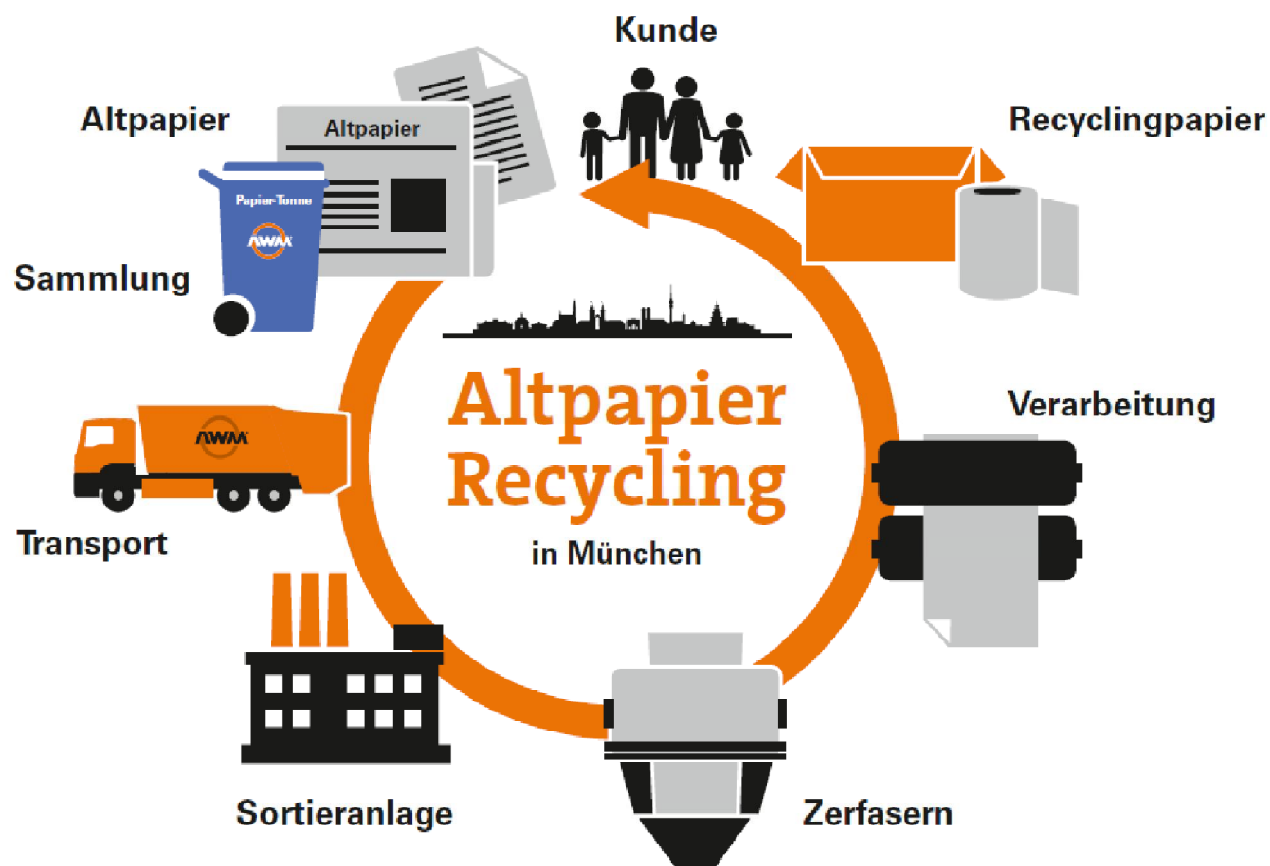 Kunde
Altpapier
Altpapier
Recyclingpapier
Papier-Tonne
AWM
Sammlung
Altpapier
Recycling
in München
Verarbeitung
AWM
Transport
Sortieranlage
Zerfasern